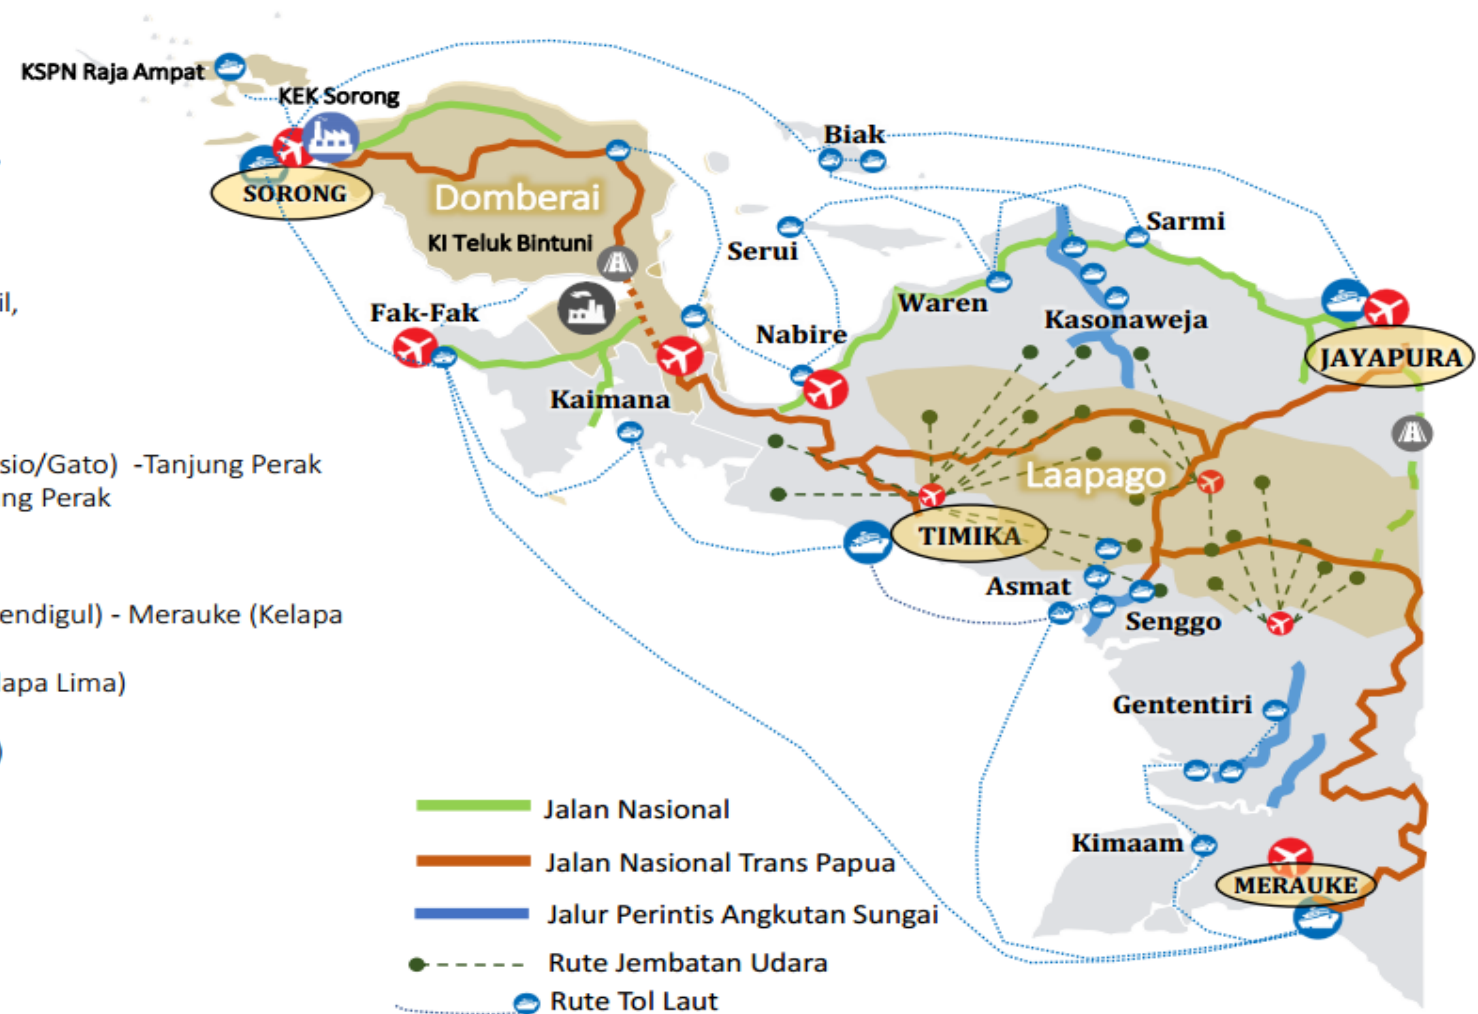 KSPN Raja Ampat
KEK Sorong
SORONG
Domberai
KI Teluk Bintuni
Biak
Serui
Sarmi
Waren
Kasonaweja
Fak-Fak
Nabire
JAYAPURA
Kaimana
il,
sio/Gato) -Tanjung Perak
ng Perak
Laapago
TIMIKA
Asmat
Senggo
endigul) - Merauke (Kelapa
lapa Lima)
)
Gententiri
Kimaam
MERAUKE
Jalan Nasional
Jalan Nasional Trans Papua
Jalur Perintis Angkutan Sungai
Rute Jembatan Udara
Rute Tol Laut